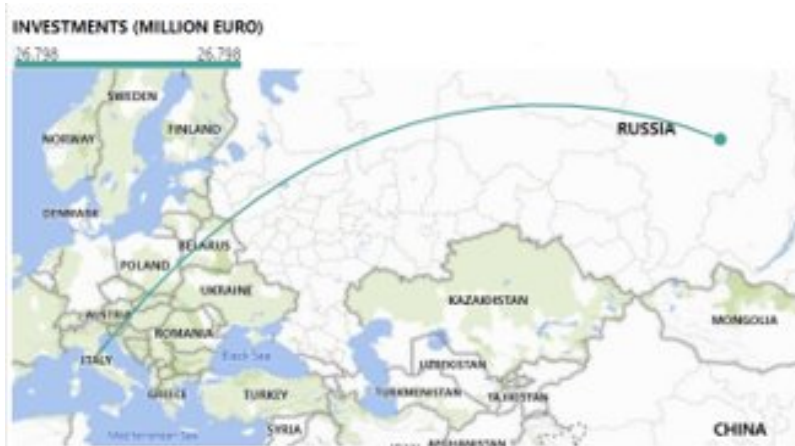 INVESTMENTS (MILLION EURO)
26.798 26.798
SWEDEN
NORWAY
FINLAND
RUSSIA
DENMARK
BELARUS
POLAND
UKRAINE
KAZAKHSTAN
AUSTRIA
MONGOLIA
ROMANIA
ITALY
Black Sea
UZBEKISTAN
GREECE
TURKEY
TURKMENISTAN
TAJIKISTAN
SYRIA
CHINA
Mediterranean Sea
AFGHANISTAN